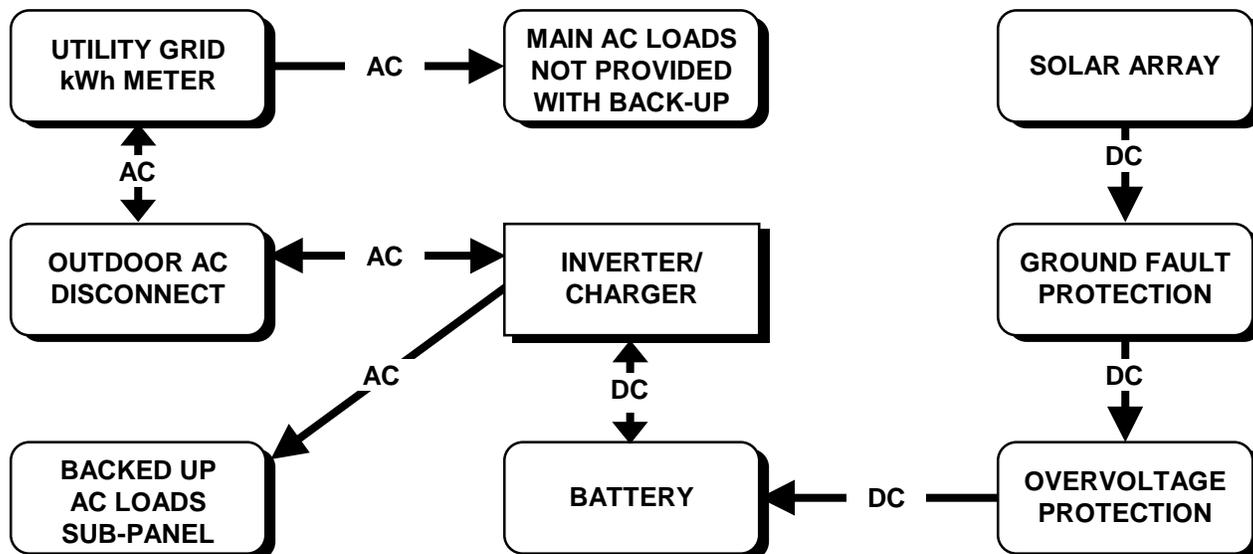 UTILITY GRID
kWh METER
AC
MAIN AC LOADS
NOT PROVIDED
WITH BACK-UP
SOLAR ARRAY
AC
DC
OUTDOOR AC
DISCONNECT
AC
INVERTER/
CHARGER
GROUND FAULT
PROTECTION
AC
DC
DC
BACKED UP
AC LOADS
SUB-PANEL
BATTERY
DC
OVERVOLTAGE
PROTECTION